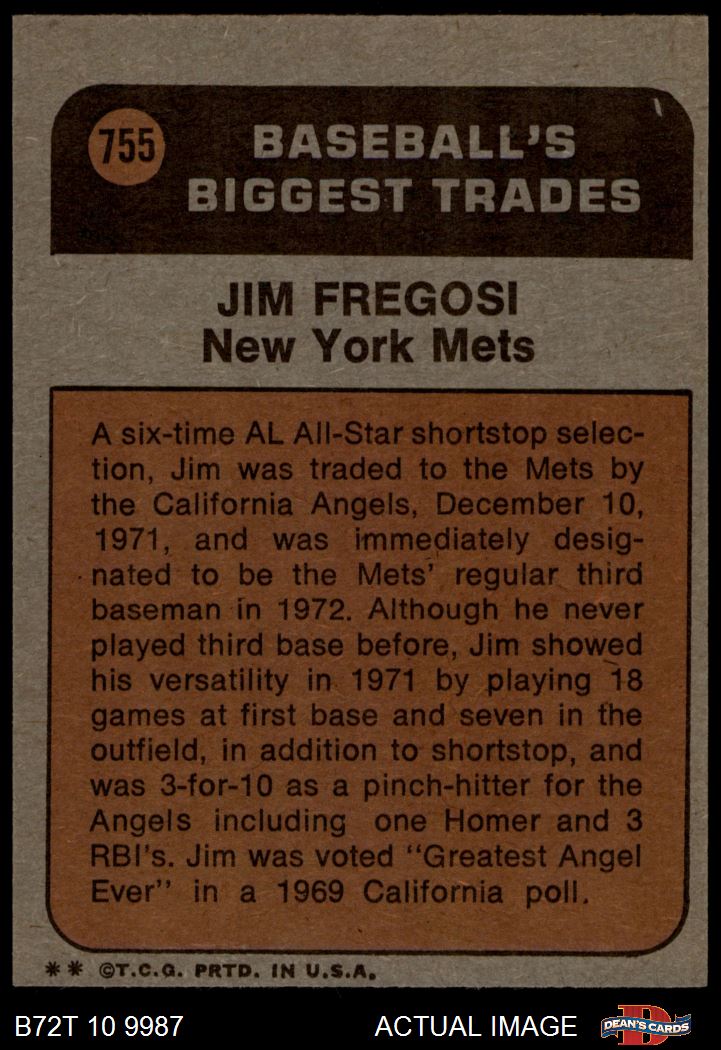 755
BASEBALL'S
BIGGEST TRADES
JIM FREGOSI
New York Mets
A six-time AL All-Star shortstop selec-
tion, Jim was traded to the Mets by
the California Angels, December 10,
1971, and was immediately desig-
nated to be the Mets' regular third
baseman in 1972. Although he never
played third base before, Jim showed
his versatility in 1971 by playing 18
games at first base and seven in the
outfield, in addition to shortstop, and
was 3-for-10 as a pinch-hitter for the
Angels including one Homer and 3
RBI's. Jim was voted "Greatest Angel
Ever" in a 1969 California poll.
** ©T.C.G. PRTD. IN U.S.A.
B72T 10 9987
ACTUAL IMAGE
D
DEAN'S CARDS